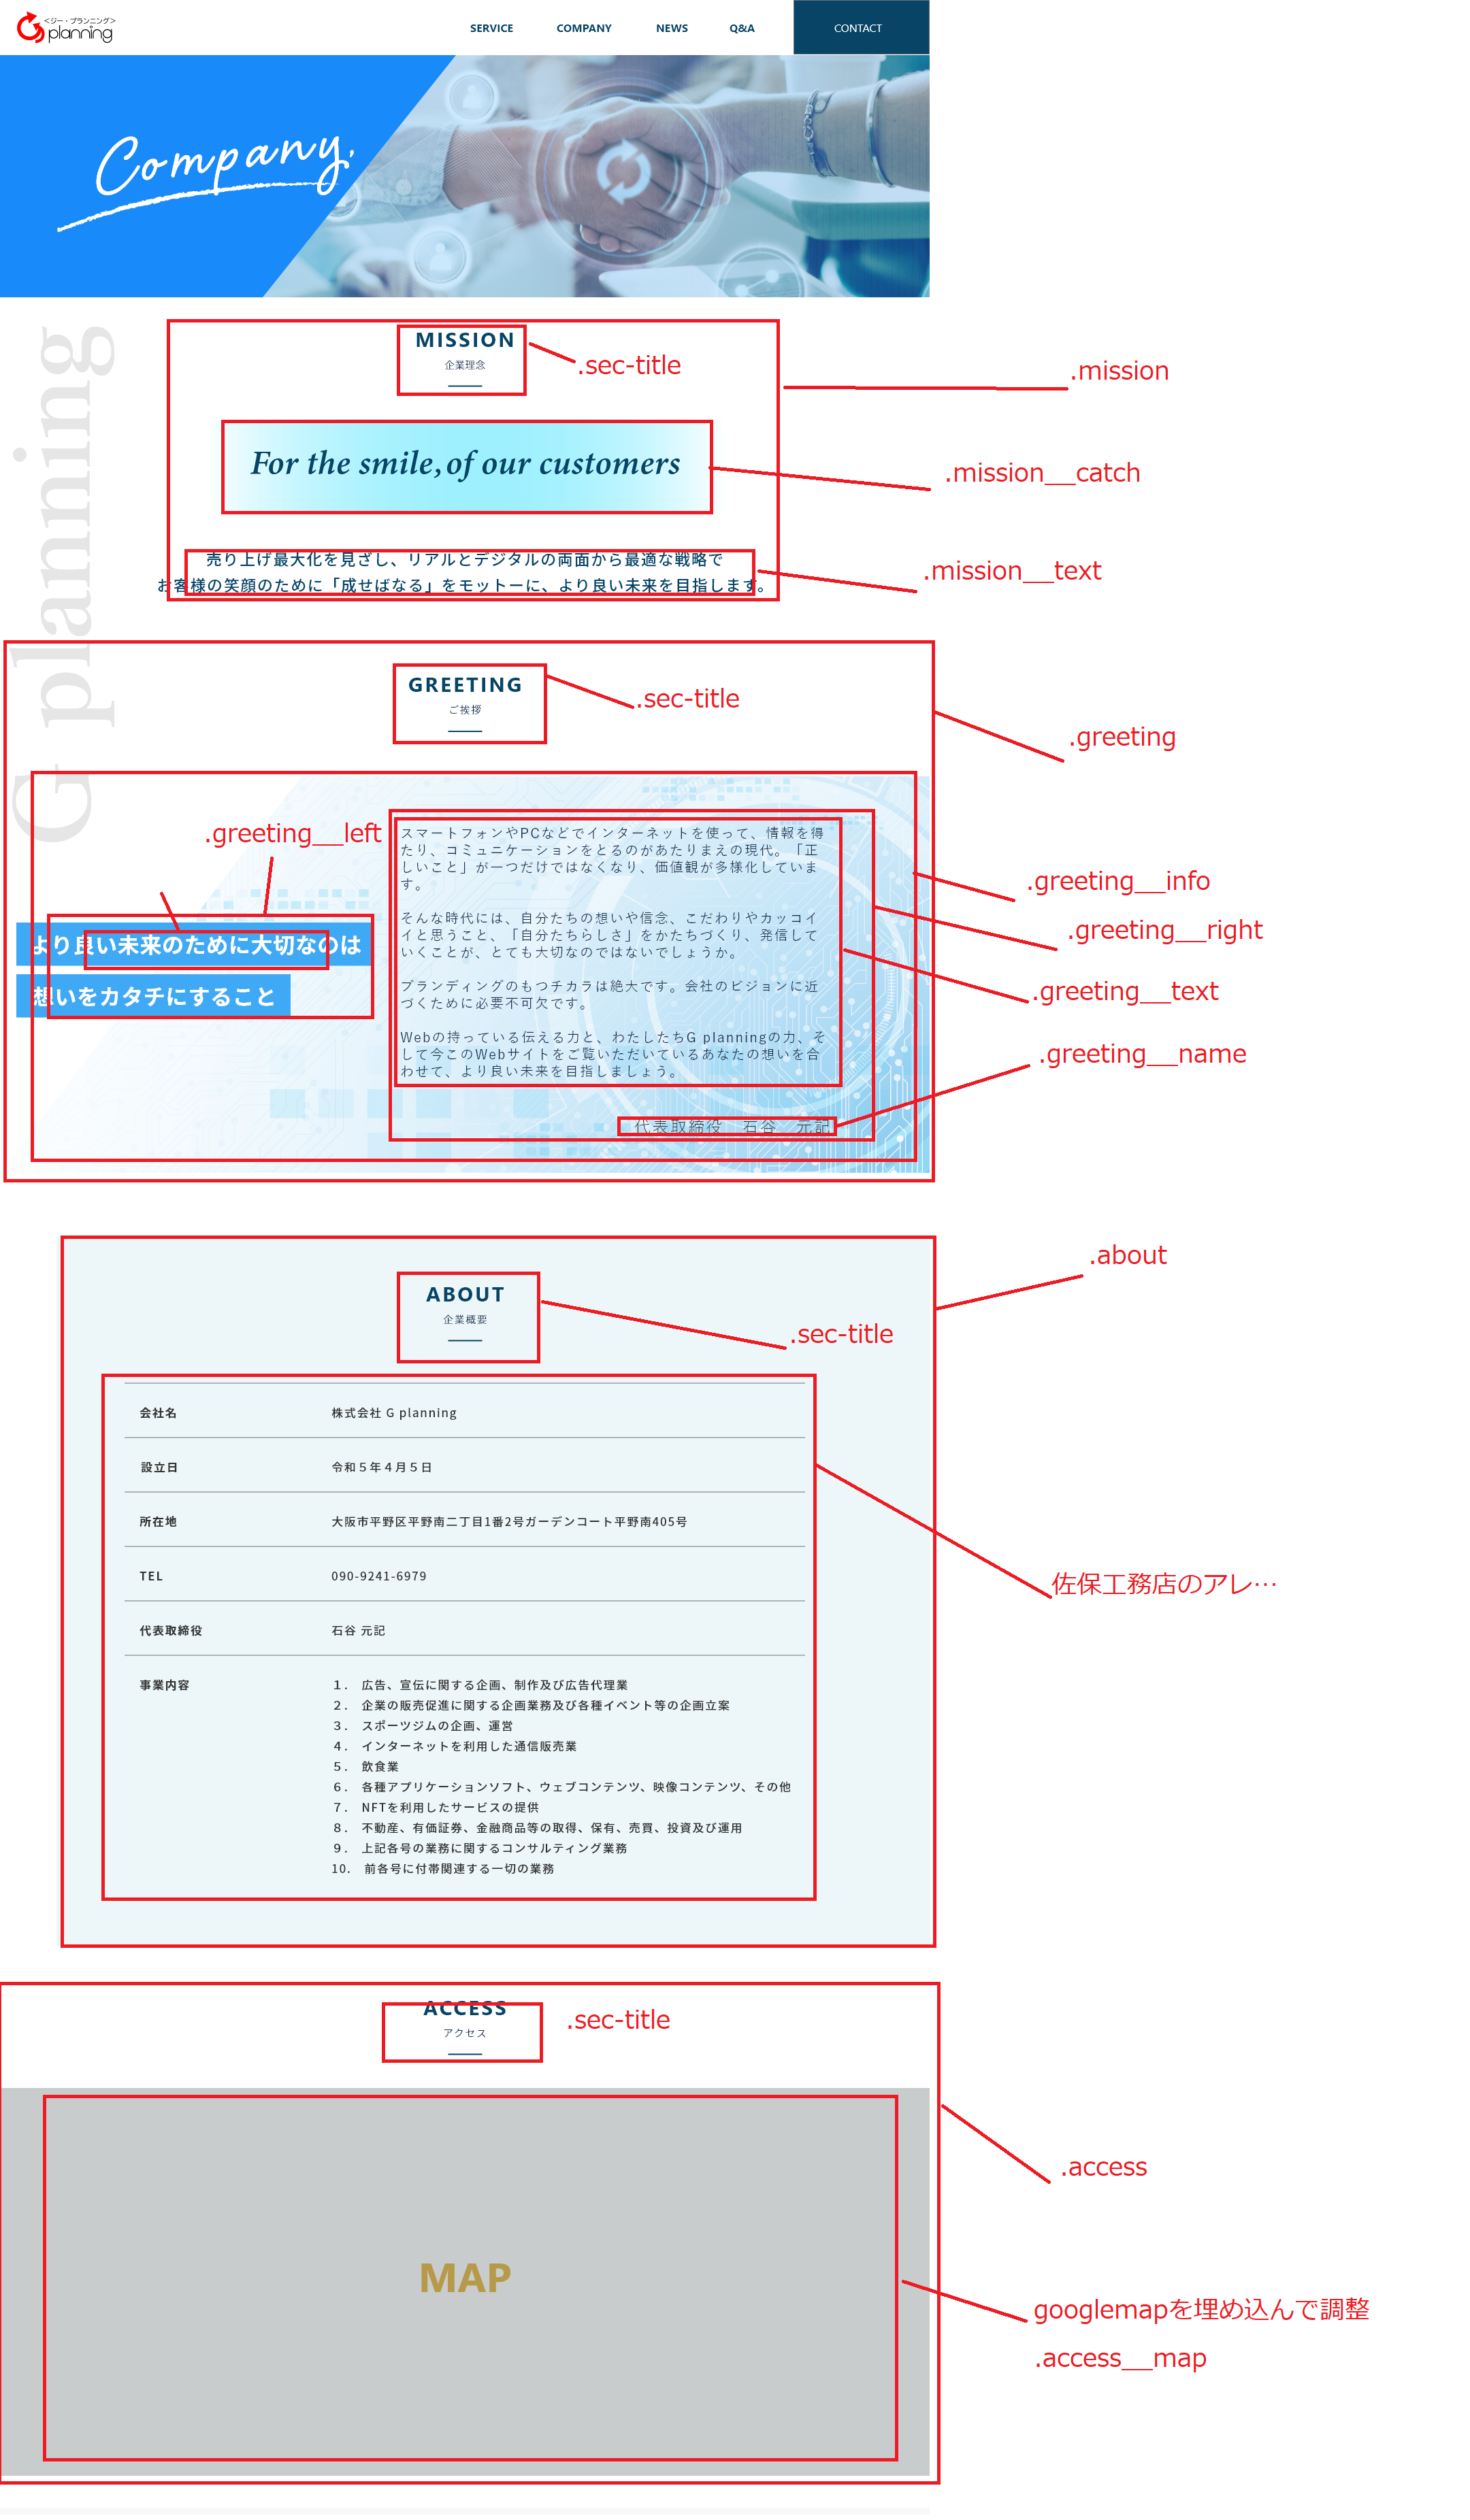 <ジー・プランニング>
planning
SERVICE
COMPANY
NEWS
Q&A
CONTACT
Company,
G planning
MISSION
企業理念
.sec-title
.mission
For the smile, of our customers
.mission__catch
売り上げ最大化を見ざし、リアルとデジタルの両面から最適な戦略で
お客様の笑顔のために「成せばなる」をモットーに、より良い未来を目指します。
.mission__text
GREETING
ご挨拶
.sec-title
.greeting
.greeting__left
より良い未来のために大切なのは
想いをカタチにすること
スマートフォンやPCなどでインターネットを使って、情報を得
たり、コミュニケーションをとるのがあたりまえの現代。「正
しいこと」が一つだけではなくなり、価値観が多様化していま
す。
そんな時代には、自分たちの想いや信念、こだわりやカッコイ
イと思うこと、「自分たちらしさ」をかたちづくり、発信して
いくことが、とても大切なのではないでしょうか。
ブランディングのもつチカラは絶大です。会社のビジョンに近
づくために必要不可欠です。
Webの持っている伝える力と、わたしたちG planningの力、そ
して今このWebサイトをご覧いただいているあなたの想いを合
わせて、より良い未来を目指しましょう。
代表取締役　石谷　元記
.greeting__info
.greeting__right
.greeting__text
.greeting__name
ABOUT
企業概要
.sec-title
.about
会社名 株式会社 G planning
設立日 令和５年４月５日
所在地 大阪市平野区平野南二丁目1番2号ガーデンコート平野南405号
TEL 090-9241-6979
代表取締役 石谷 元記
事業内容 １.　広告、宣伝に関する企画、制作及び広告代理業
２.　企業の販売促進に関する企画業務及び各種イベント等の企画立案
３.　スポーツジムの企画、運営
４.　インターネットを利用した通信販売業
５.　飲食業
６.　各種アプリケーションソフト、ウェブコンテンツ、映像コンテンツ、その他
７.　NFTを利用したサービスの提供
８.　不動産、有価証券、金融商品等の取得、保有、売買、投資及び運用
９.　上記各号の業務に関するコンサルティング業務
10.　前各号に付帯関連する一切の業務
佐保工務店のアレ…
ACCESS
アクセス
.sec-title
.access
MAP
googlemapを埋め込んで調整
.access__map